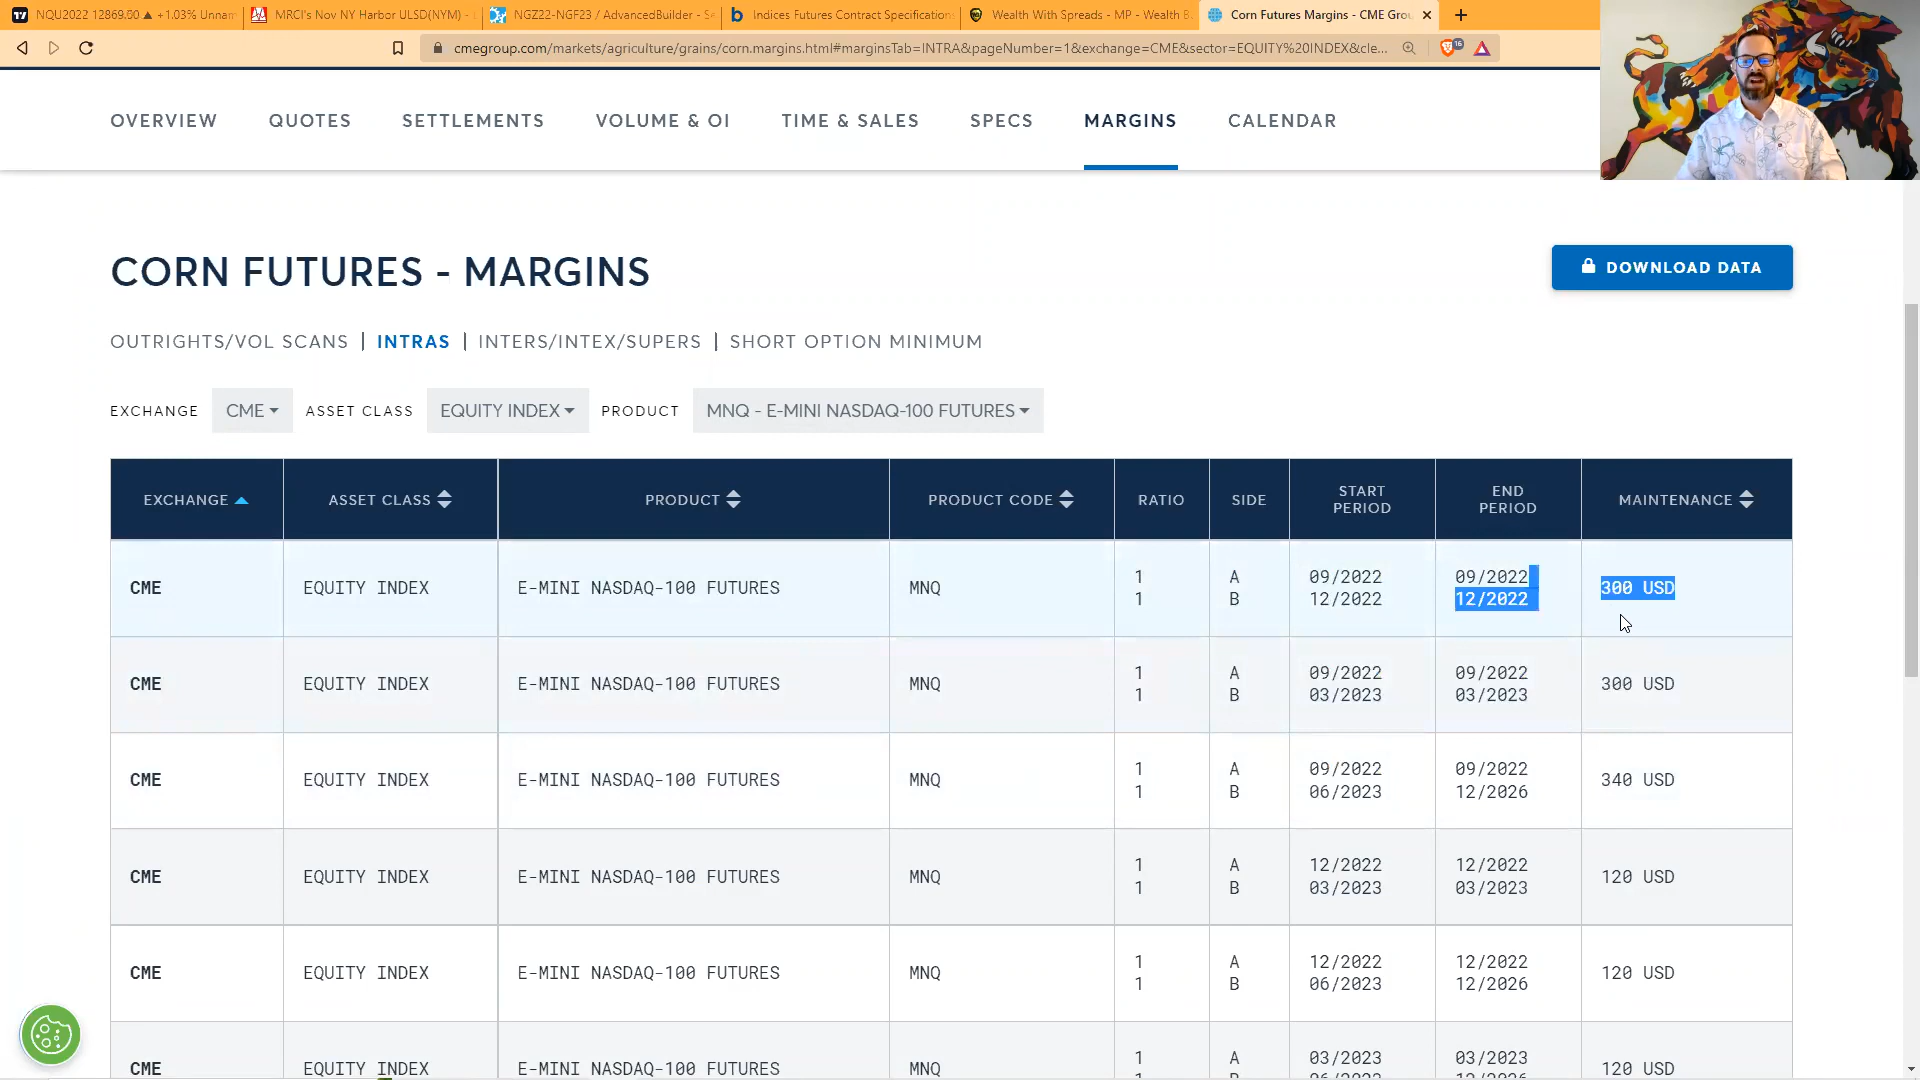 NQU2022 12869.50 ▲ +1.03% Unnam
MRCI's Nov NY Harbor ULSD(NYM) -
NGZ22-NGF23 / AdvancedBuilder - Se
Indices Futures Contract Specifications
Wealth With Spreads - MP - Wealth B
Corn Futures Margins - CME Grou
cmegroup.com/markets/agriculture/grains/corn.margins.html#marginsTab=INTRA&pageNumber=1&exchange=CME&sector=EQUITY%20INDEX&cle...
16
OVERVIEW QUOTES SETTLEMENTS VOLUME & OI TIME & SALES SPECS MARGINS CALENDAR
CORN FUTURES - MARGINS
DOWNLOAD DATA
OUTRIGHTS/VOL SCANS | INTRAS | INTERS/INTEX/SUPERS | SHORT OPTION MINIMUM
EXCHANGE CME ASSET CLASS EQUITY INDEX PRODUCT MNQ - E-MINI NASDAQ-100 FUTURES
EXCHANGE ASSET CLASS PRODUCT PRODUCT CODE RATIO SIDE START PERIOD END PERIOD MAINTENANCE
CME EQUITY INDEX E-MINI NASDAQ-100 FUTURES MNQ 1 A 09/2022 09/2022 300 USD
1 B 12/2022 12/2022
CME EQUITY INDEX E-MINI NASDAQ-100 FUTURES MNQ 1 A 09/2022 09/2022 300 USD
1 B 03/2023 03/2023
CME EQUITY INDEX E-MINI NASDAQ-100 FUTURES MNQ 1 A 09/2022 09/2022 340 USD
1 B 06/2023 12/2026
CME EQUITY INDEX E-MINI NASDAQ-100 FUTURES MNQ 1 A 12/2022 12/2022 120 USD
1 B 03/2023 03/2023
CME EQUITY INDEX E-MINI NASDAQ-100 FUTURES MNQ 1 A 12/2022 12/2022 120 USD
1 B 06/2023 12/2026
CME EQUITY INDEX E-MINI NASDAQ-100 FUTURES MNQ 1 A 03/2023 03/2023 120 USD